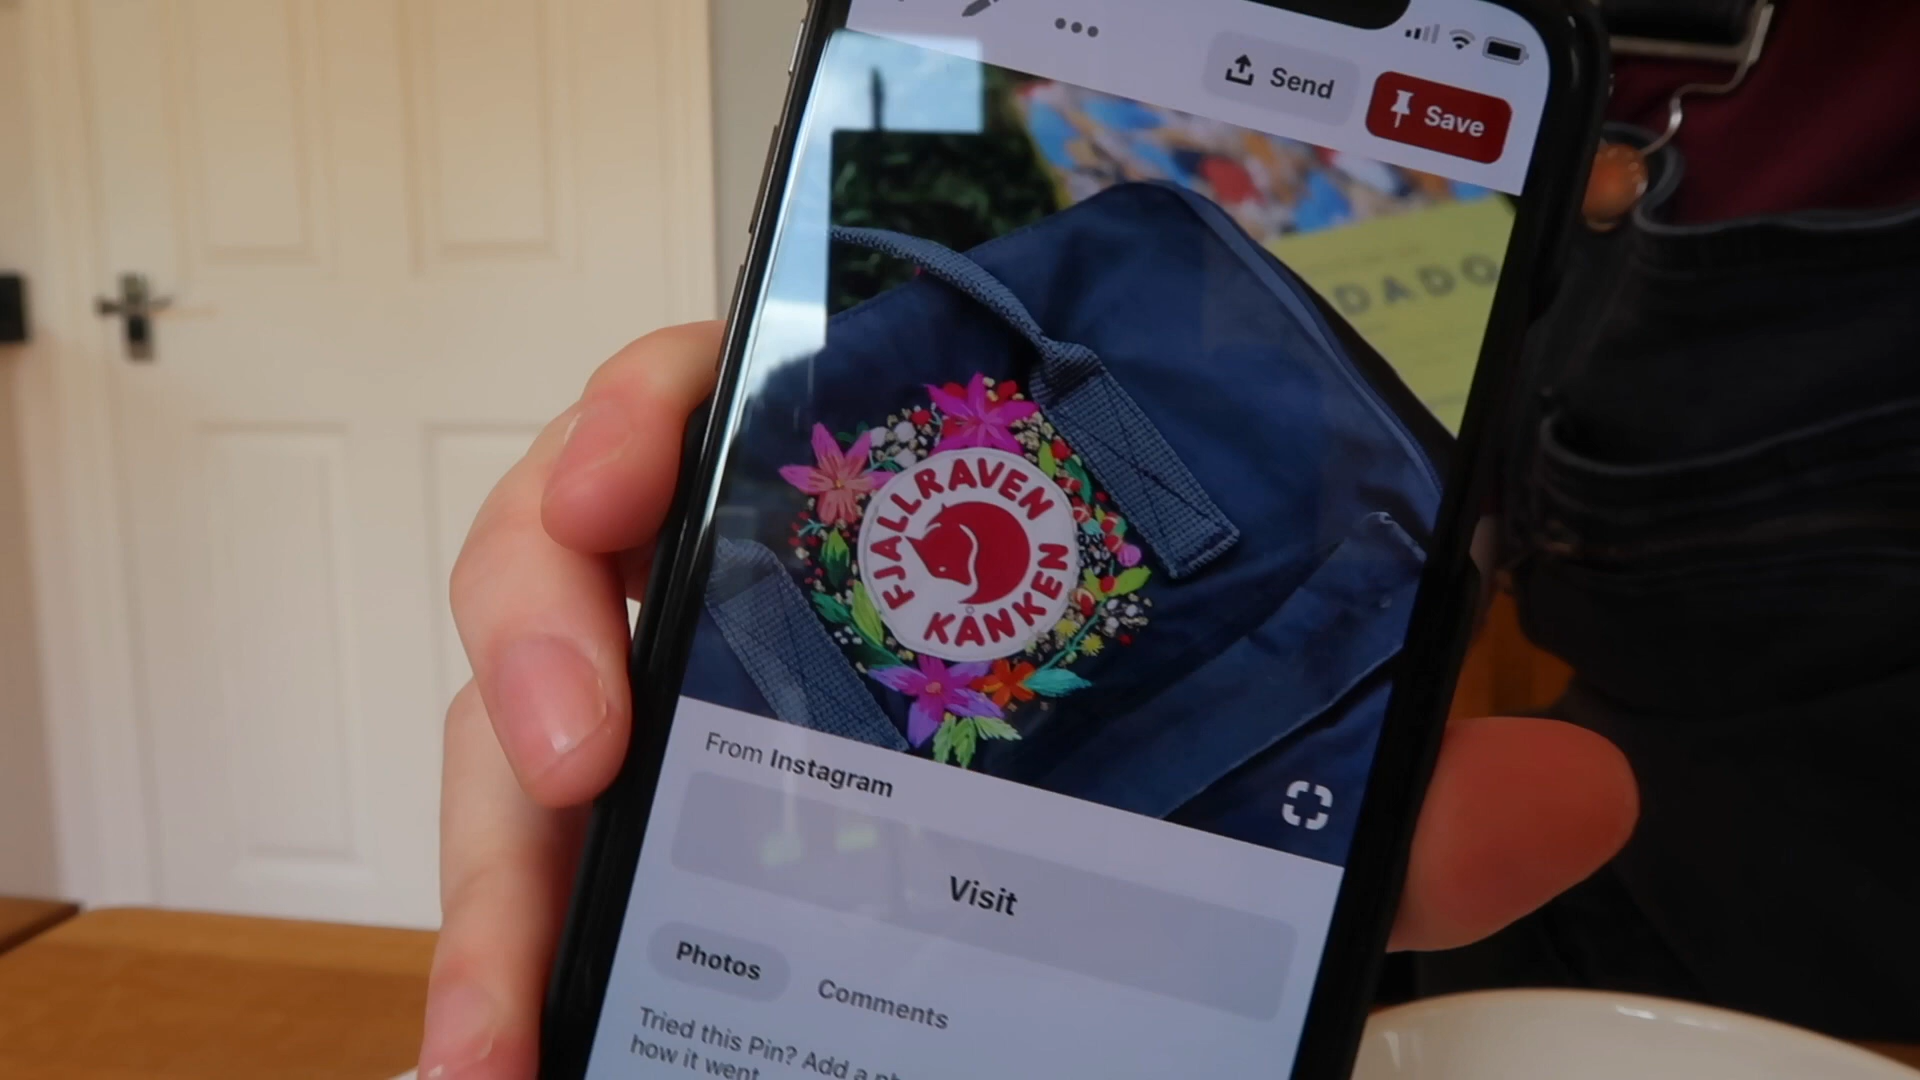 Send
Save
DADO
FJALLRAVEN
KÅNKEN
From Instagram
Visit
Photos
Comments
Tried this Pin? Add a
how it went